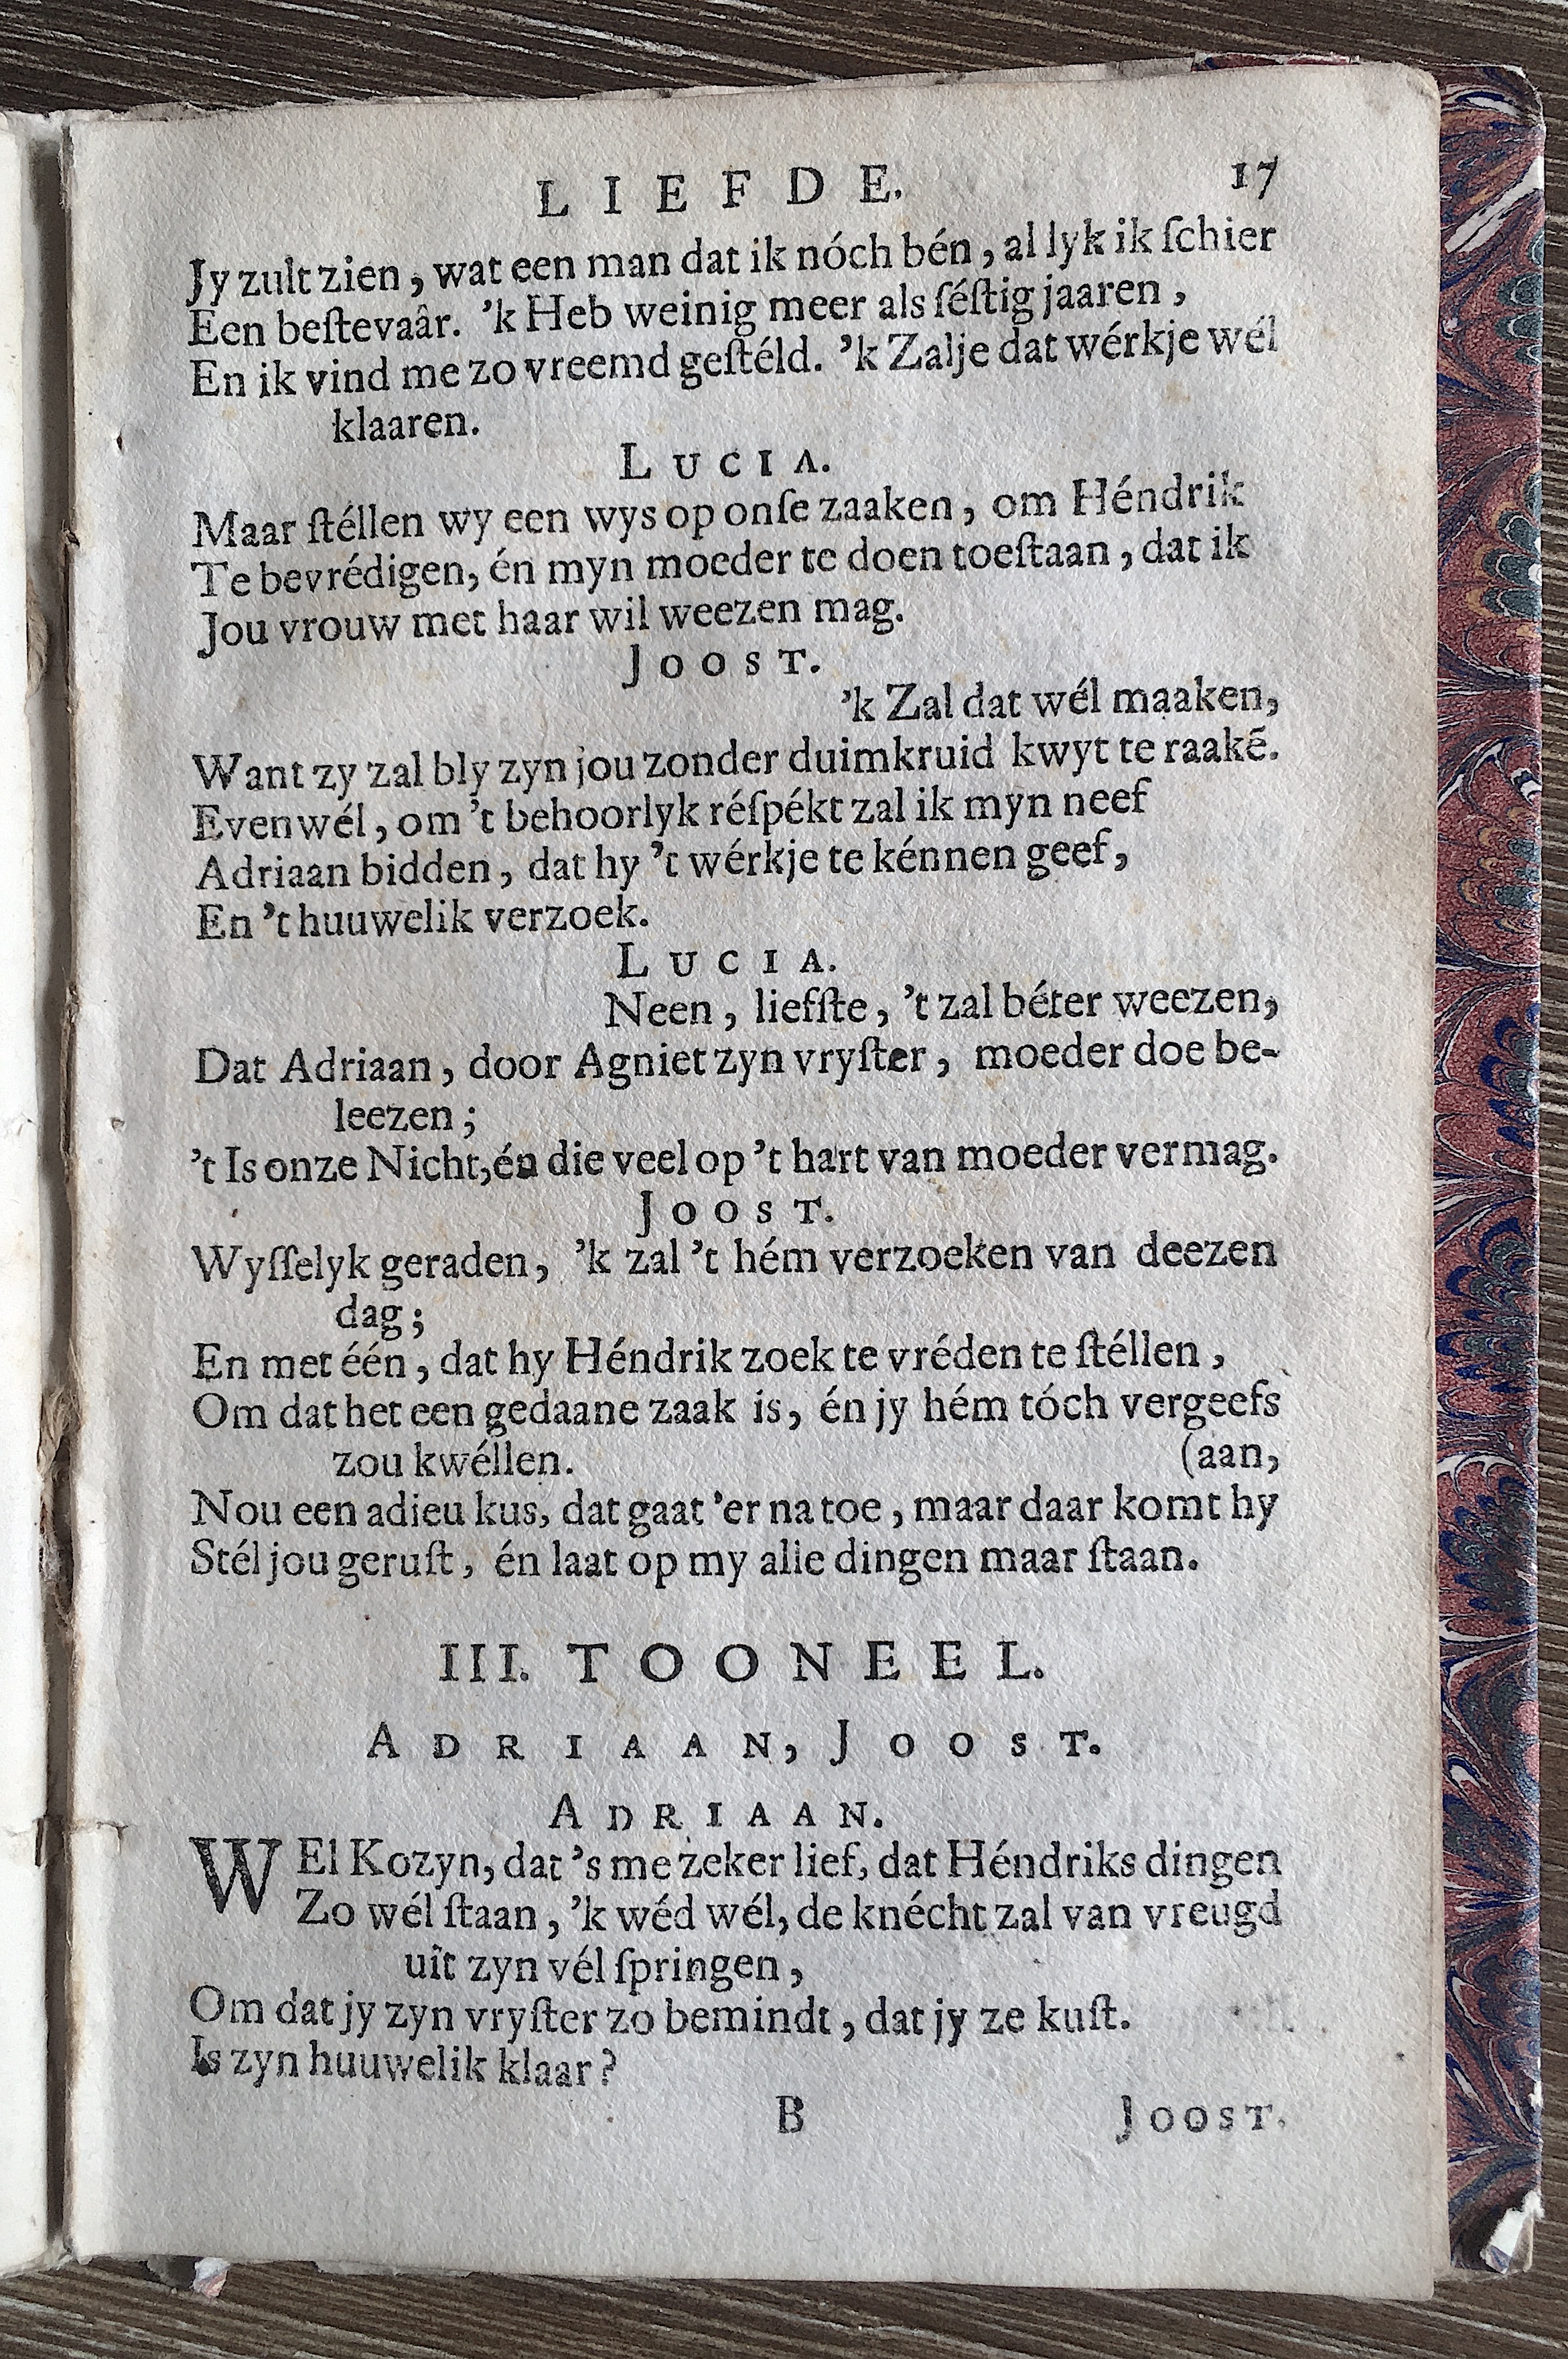 LIEFDE. 17
Jy zult zien, wat een man dat ik nóch bén, al lyk ik ſchier
Een beſtevaâr. ’k Heb weinig meer als ſéſtig jaaren,
En ik vind me zo vreemd geſtéld. ’k Zalje dat wérkje wél
klaaren.
LUCIA.
Maar ſtéllen wy een wys op onſe zaaken, om Héndrik
Te bevrédigen, én myn moeder te doen toeſtaan, dat ik
Jou vrouw met haar wil weezen mag.
JOOST.
’k Zal dat wél maaken,
Want zy zal bly zyn jou zonder duimkruid kwyt te raakē.
Evenwél, om ’t behoorlyk réſpékt zal ik myn neef
Adriaan bidden, dat hy ’t wérkje te kénnen geef,
En ’t huuwelik verzoek.
LUCIA.
Neen, liefſte, ’t zal béter weezen,
Dat Adriaan, door Agniet zyn vryſter, moeder doe be-
leezen;
’t Is onze Nicht, én die veel op ’t hart van moeder vermag.
JOOST.
Wyſſelyk geraden, ’k zal ’t hém verzoeken van deezen
dag;
En met één, dat hy Héndrik zoek te vréden te ſtéllen,
Om dat het een gedaane zaak is, én jy hém tóch vergeefs
zou kwéllen. (aan,
Nou een adieu kus, dat gaat ’er na toe, maar daar komt hy
Stél jou geruſt, én laat op my alle dingen maar ſtaan.
III. TOONEEL.
ADRIAAN, JOOST.
ADRIAAN.
WEl Kozyn, dat ’s me zeker lief, dat Héndriks dingen
Zo wél ſtaan, ’k wéd wél, de knécht zal van vreugd
uit zyn vél ſpringen,
Om dat jy zyn vryſter zo bemindt, dat jy ze kuſt.
Is zyn huuwelik klaar?
B JOOST.